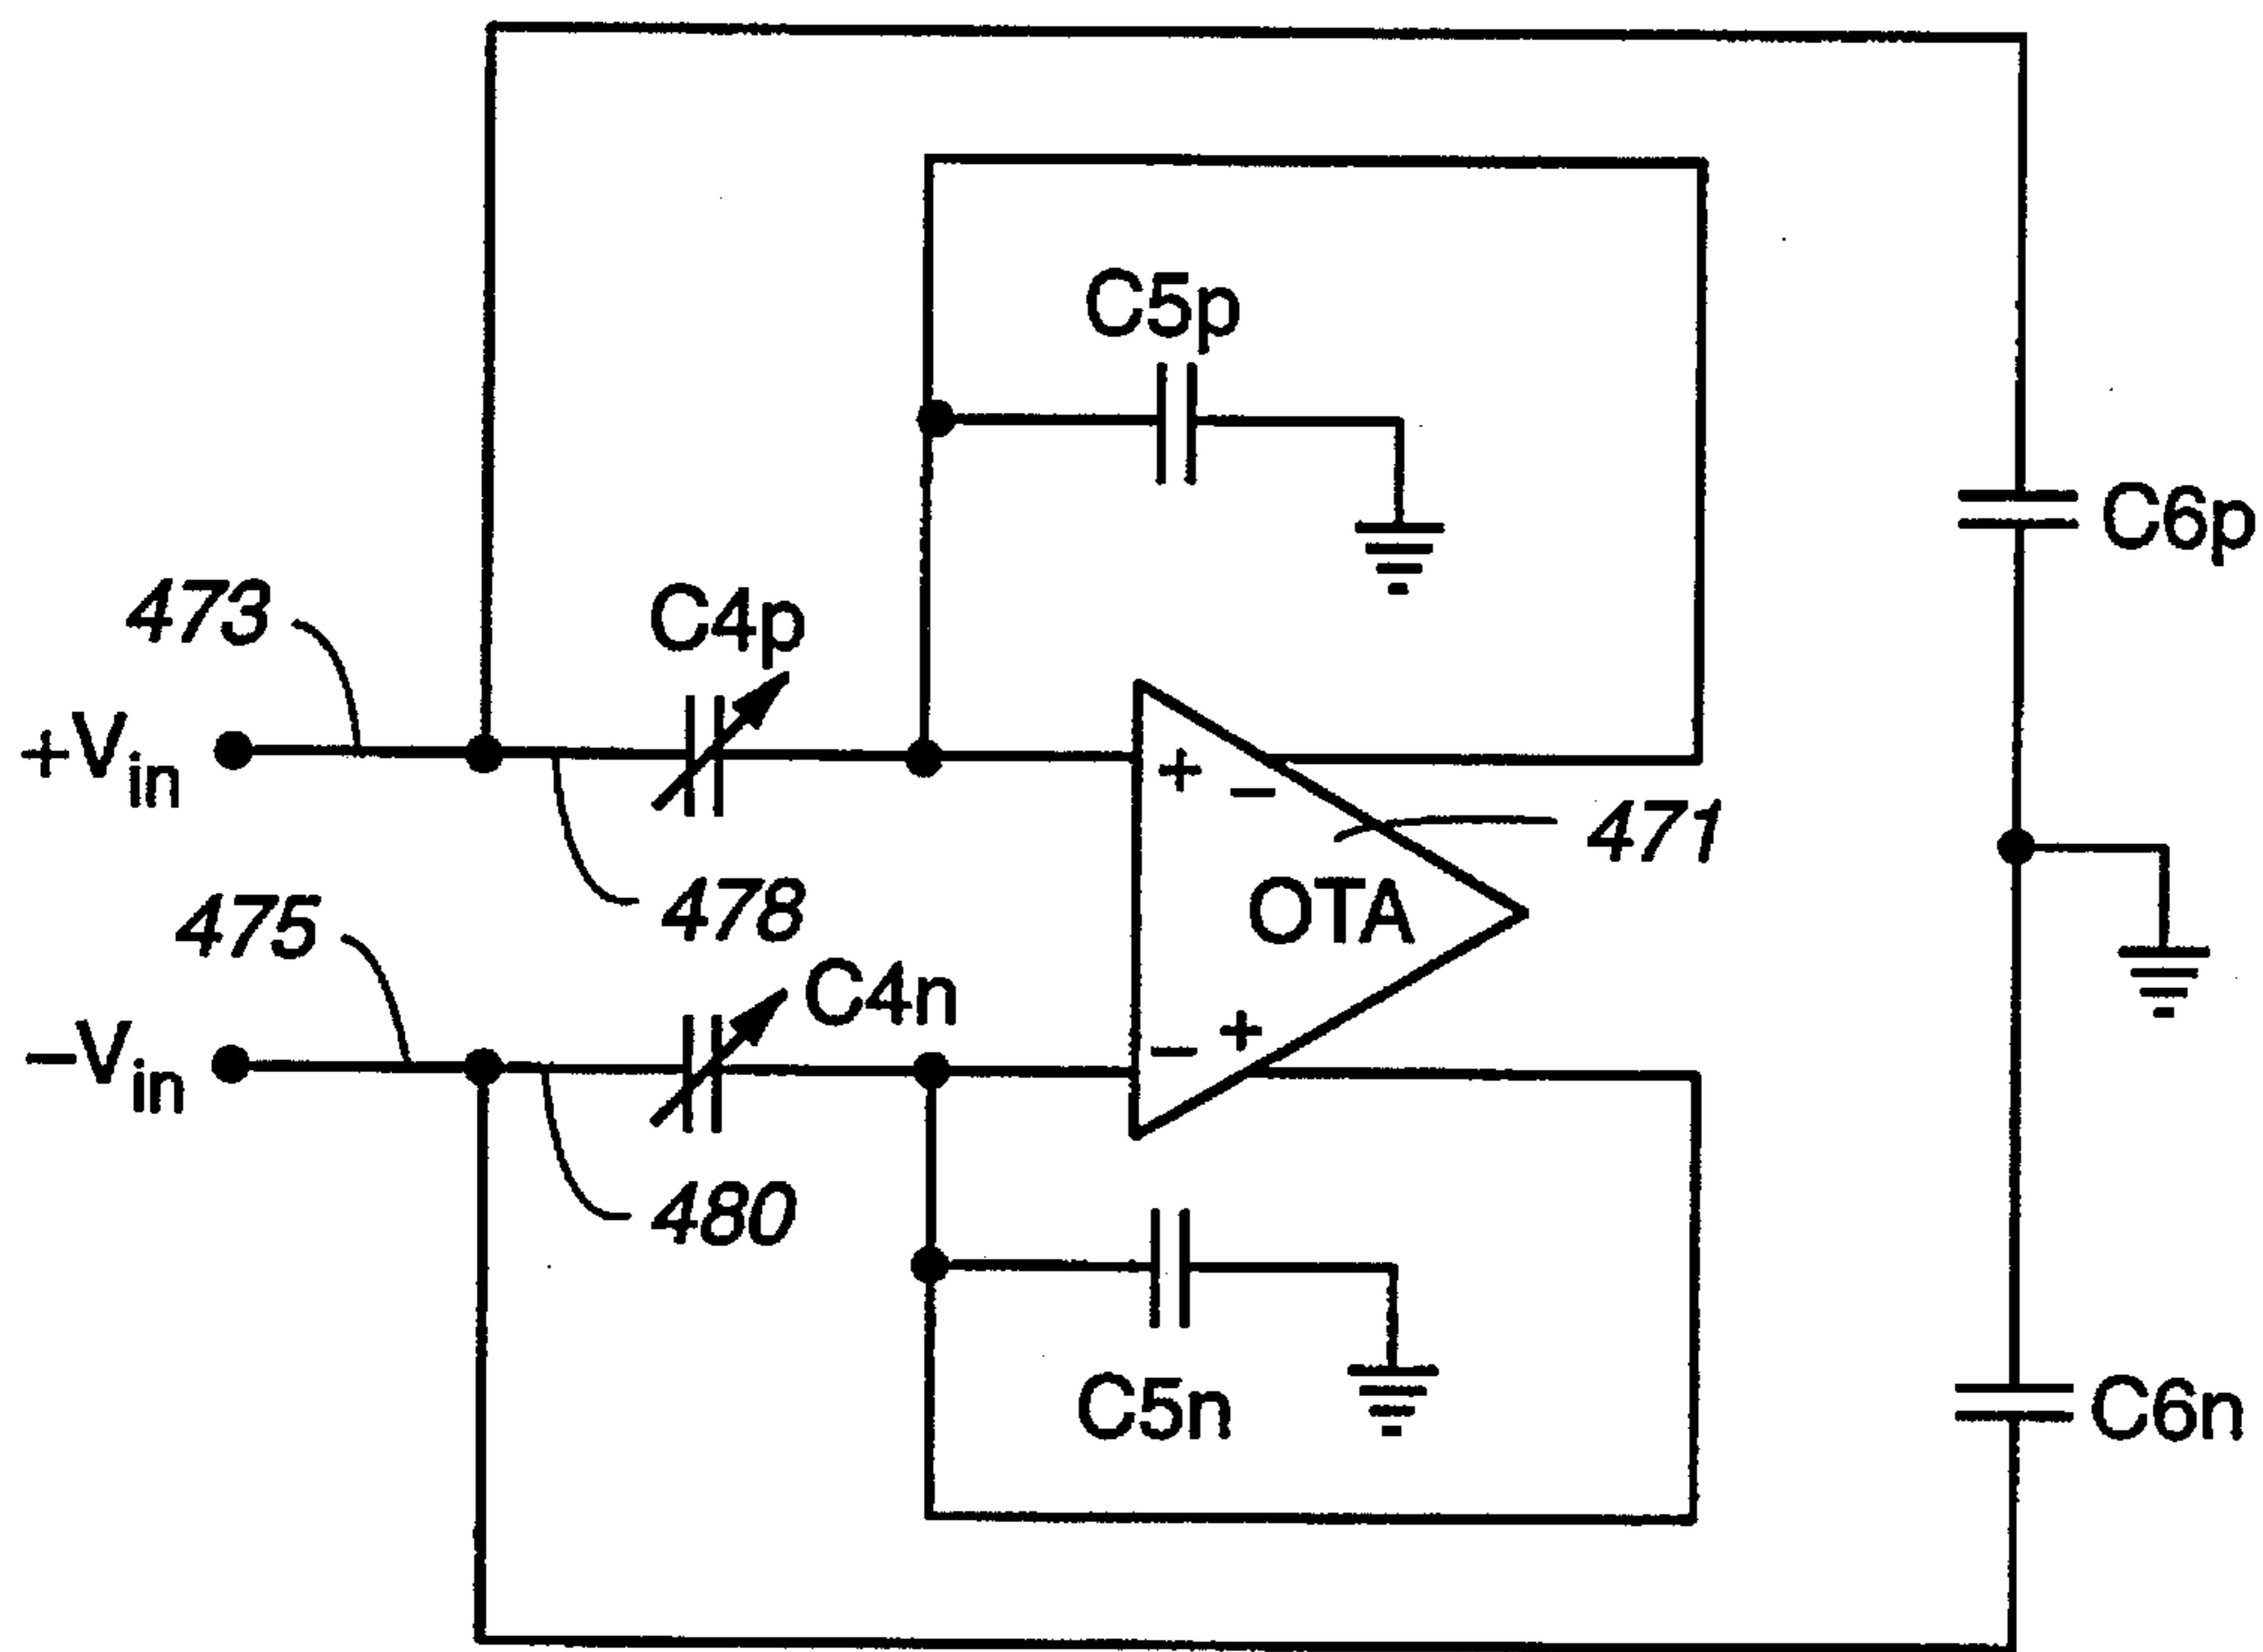 C5p
C6p
473
C4p
+Vin
+
−
471
478
OTA
475
C4n
−Vin
−
+
480
C5n
C6n